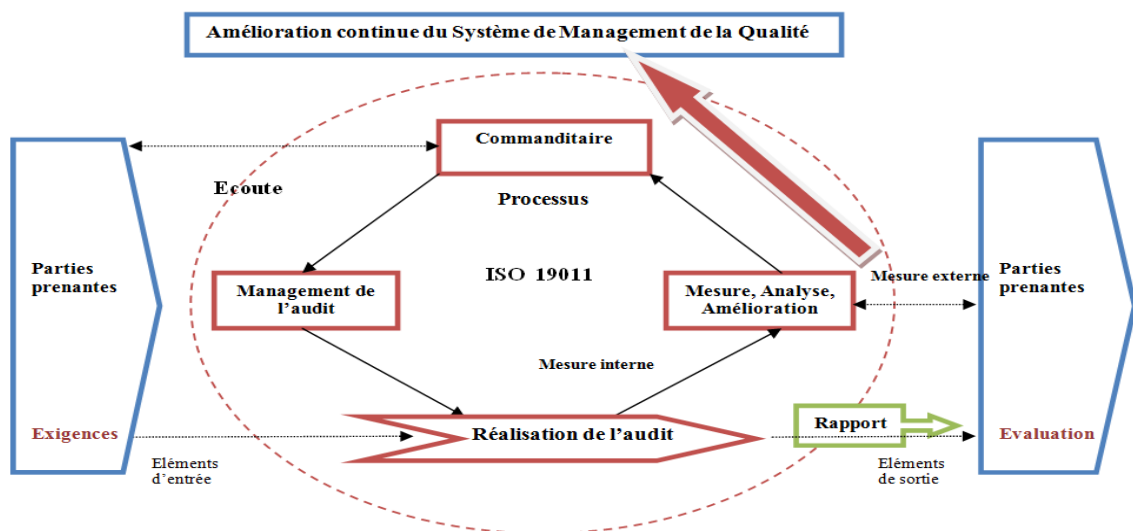 Amélioration continue du Système de Management de la Qualité
Commanditaire
Ecoute
Processus
Parties
prenantes
Management de
l’audit
ISO 19011
Mesure, Analyse,
Amélioration
Mesure externe
Parties
prenantes
Mesure interne
Exigences
Réalisation de l’audit
Rapport
Evaluation
Eléments
d’entrée
Eléments
de sortie